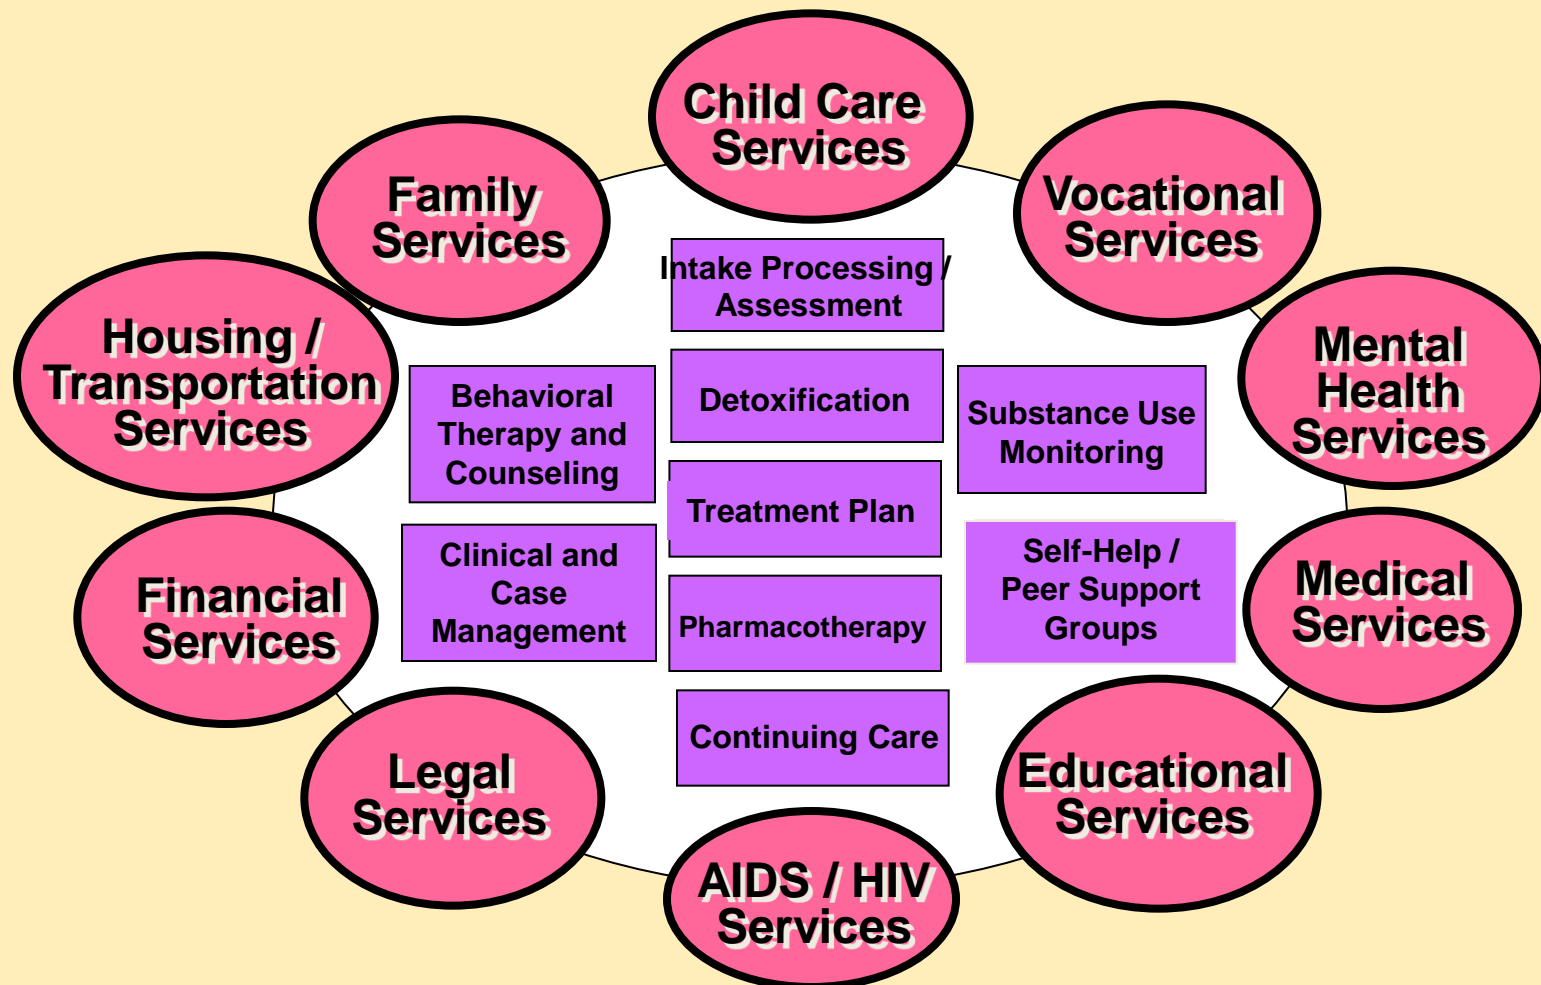 Child Care
Services
Family
Services
Vocational
Services
Intake Processing /
Assessment
Housing /
Transportation
Services
Mental
Health
Services
Behavioral
Therapy and
Counseling
Detoxification
Substance Use
Monitoring
Treatment Plan
Clinical and
Case
Management
Self-Help /
Peer Support
Groups
Financial
Services
Medical
Services
Pharmacotherapy
Continuing Care
Legal
Services
Educational
Services
AIDS / HIV
Services